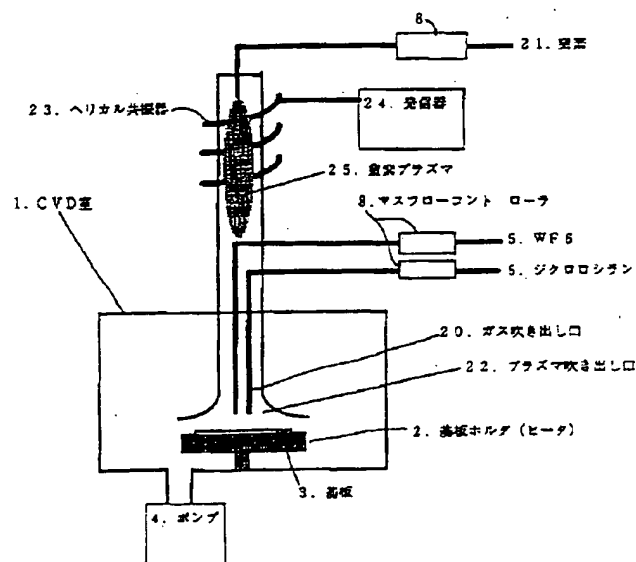 8
21. 窒素
23. ヘリカル共振器
24. 発信器
25. 窒素プラズマ
8. マスフローコントローラ
1. CVD室
5. WF6
5. ジクロロシラン
20. ガス吹き出し口
22. プラズマ吹き出し口
2. 基板ホルダ (ヒータ)
3. 基板
4. ポンプ